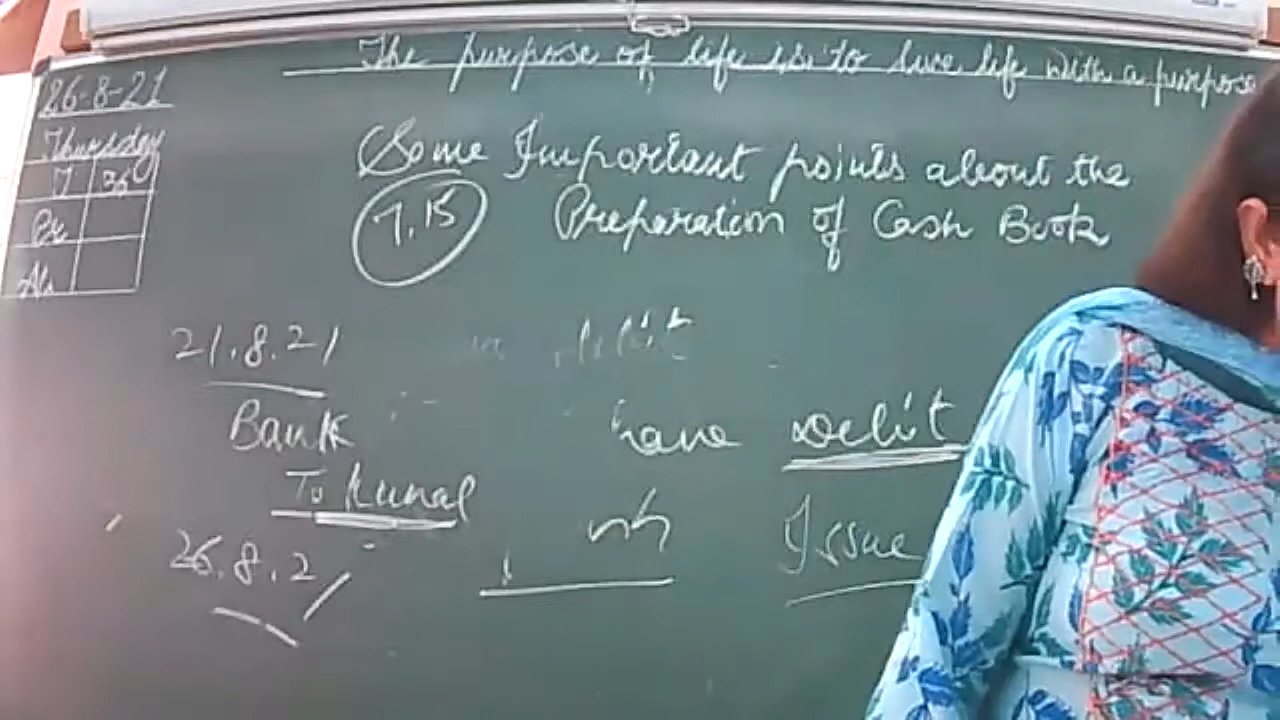 The purpose of life is to live life with a purpose
26-8-21
Thursday
T 36
Pr
Ab
Some Important points about the
7.15 Preparation of Cash Book
21.8.21
debit
Bank
have Debit
To Kunal
Issue
26.8.21